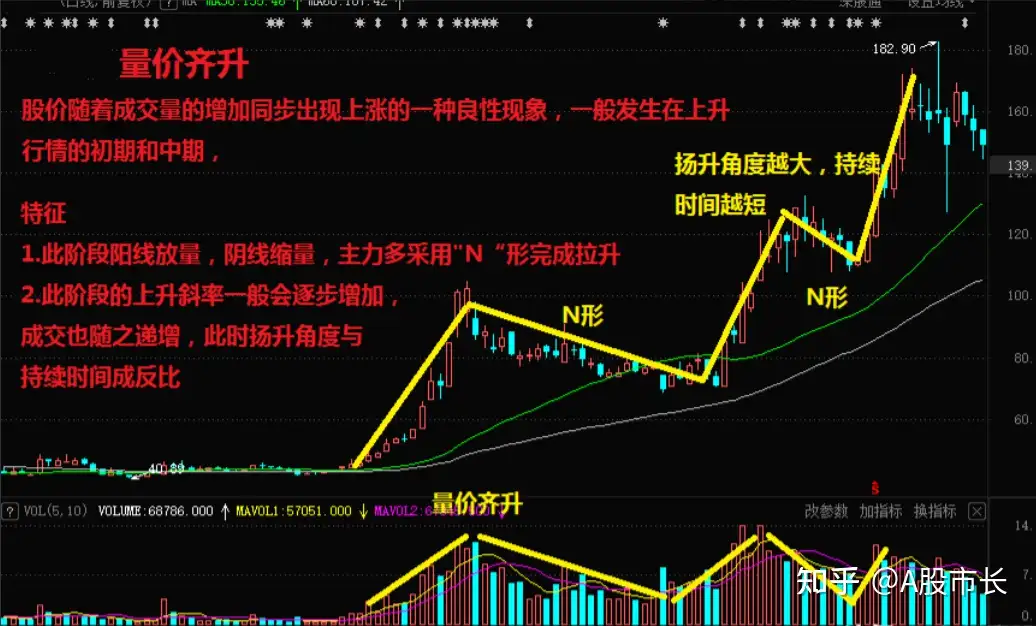 量价齐升
股价随着成交量的增加同步出现上涨的一种良性现象，一般发生在上升
行情的初期和中期，
特征
1.此阶段阳线放量，阴线缩量，主力多采用"N“形完成拉升
2.此阶段的上升斜率一般会逐步增加，
成交也随之递增，此时扬升角度与
持续时间成反比
182.90
扬升角度越大，持续
时间越短
N形
N形
40.89
180.
160.
139.
140.
120.
100.
80.
60.
量价齐升
? VOL(5,10) VOLUME:68786.000 ↑ MAVOL1:57051.000 ↓ MAVOL2:
改参数 加指标 换指标
14.
7.
0
知乎 @A股市长